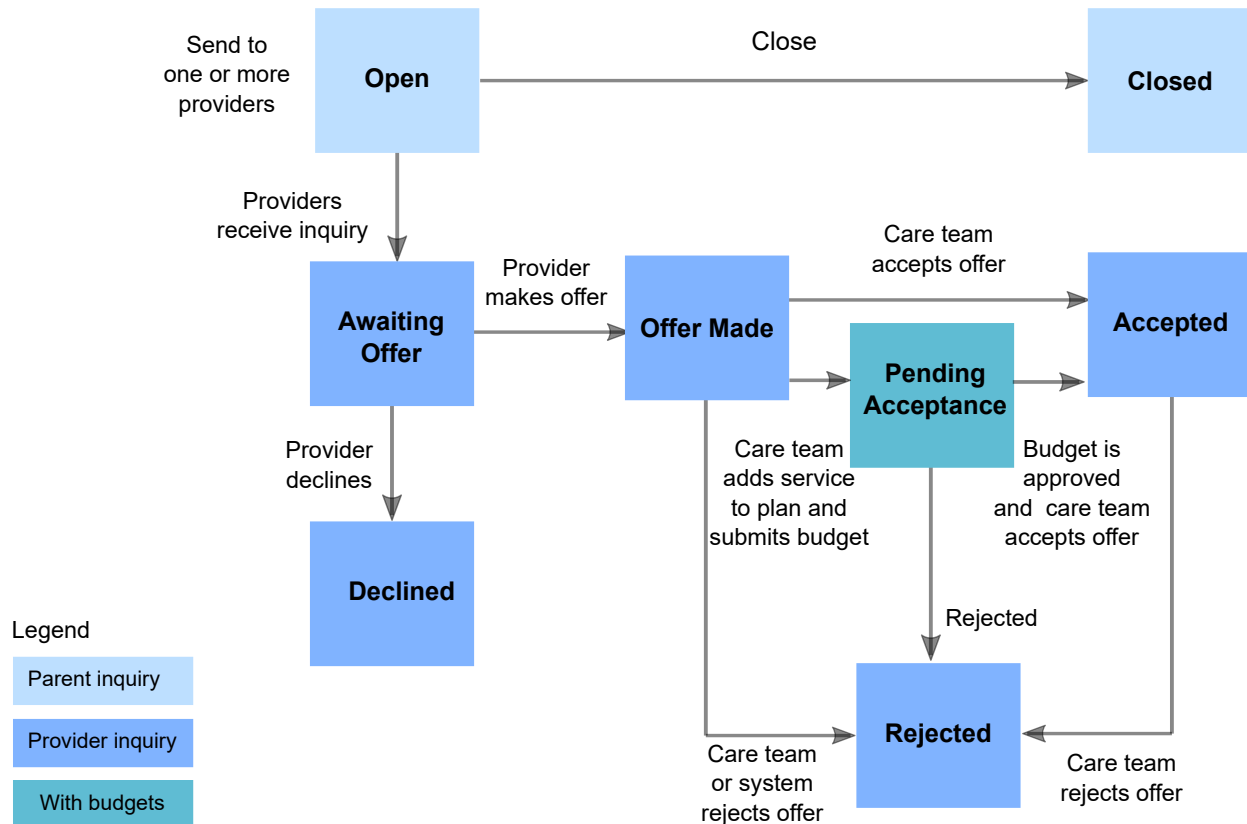 Send to
one or more
providers
Open
Close
Closed
Providers
receive inquiry
Awaiting
Offer
Provider
makes offer
Offer Made
Care team
accepts offer
Accepted
Pending
Acceptance
Provider
declines
Care team
adds service
to plan and
submits budget
Budget is
approved
and care team
accepts offer
Declined
Rejected
Rejected
Care team
or system
rejects offer
Care team
rejects offer
Legend
Parent inquiry
Provider inquiry
With budgets